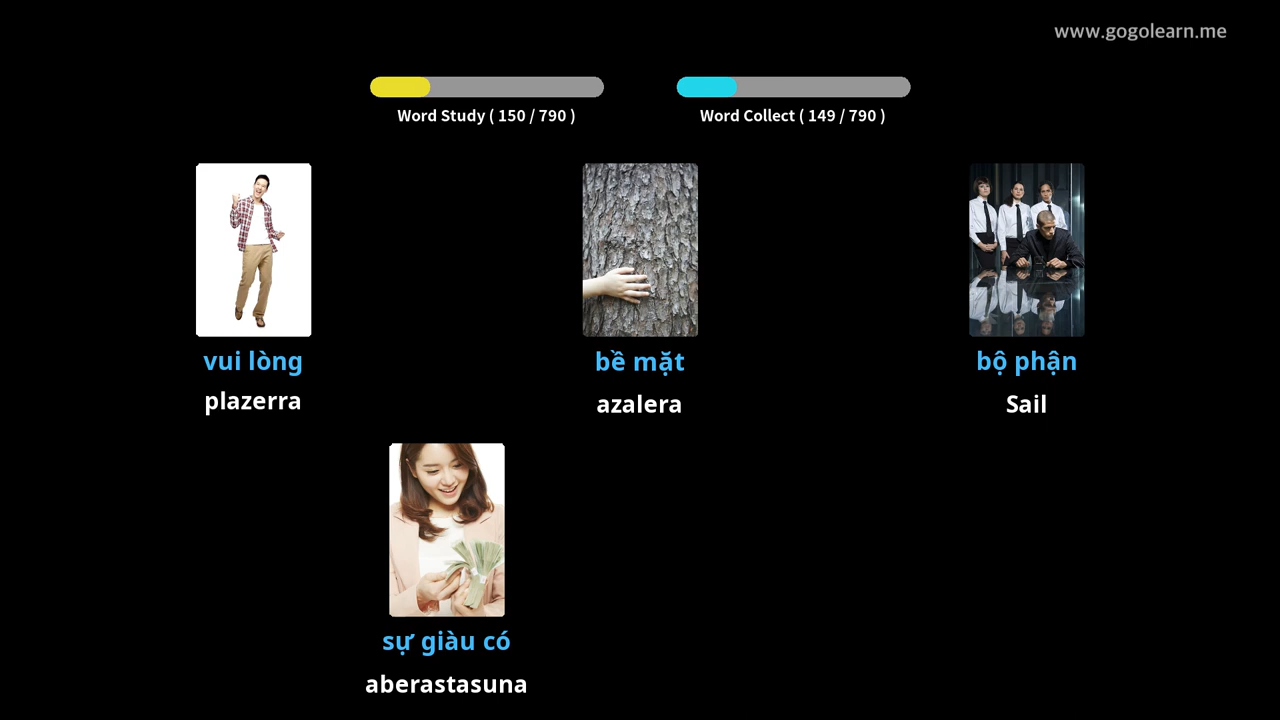 www.gogolearn.me
Word Study ( 150 / 790 )
Word Collect ( 149 / 790 )
vui lòng
plazerra
bề mặt
azalera
bộ phận
Sail
sự giàu có
aberastasuna